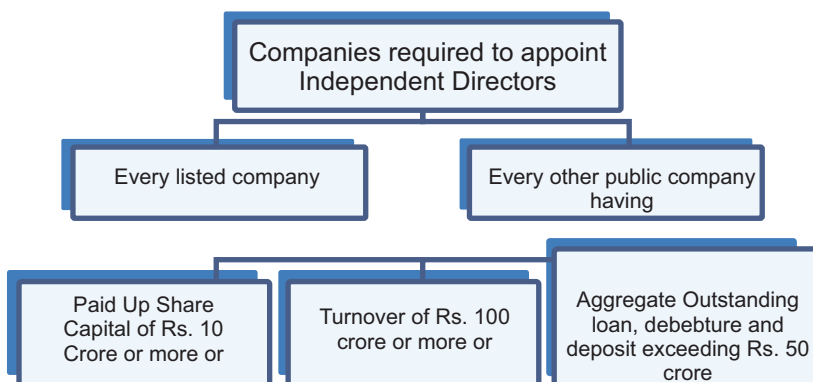 Companies required to appoint
Independent Directors
Every listed company
Every other public company
having
Paid Up Share
Capital of Rs. 10
Crore or more or
Turnover of Rs. 100
crore or more or
Aggregate Outstanding
loan, debebture and
deposit exceeding Rs. 50
crore